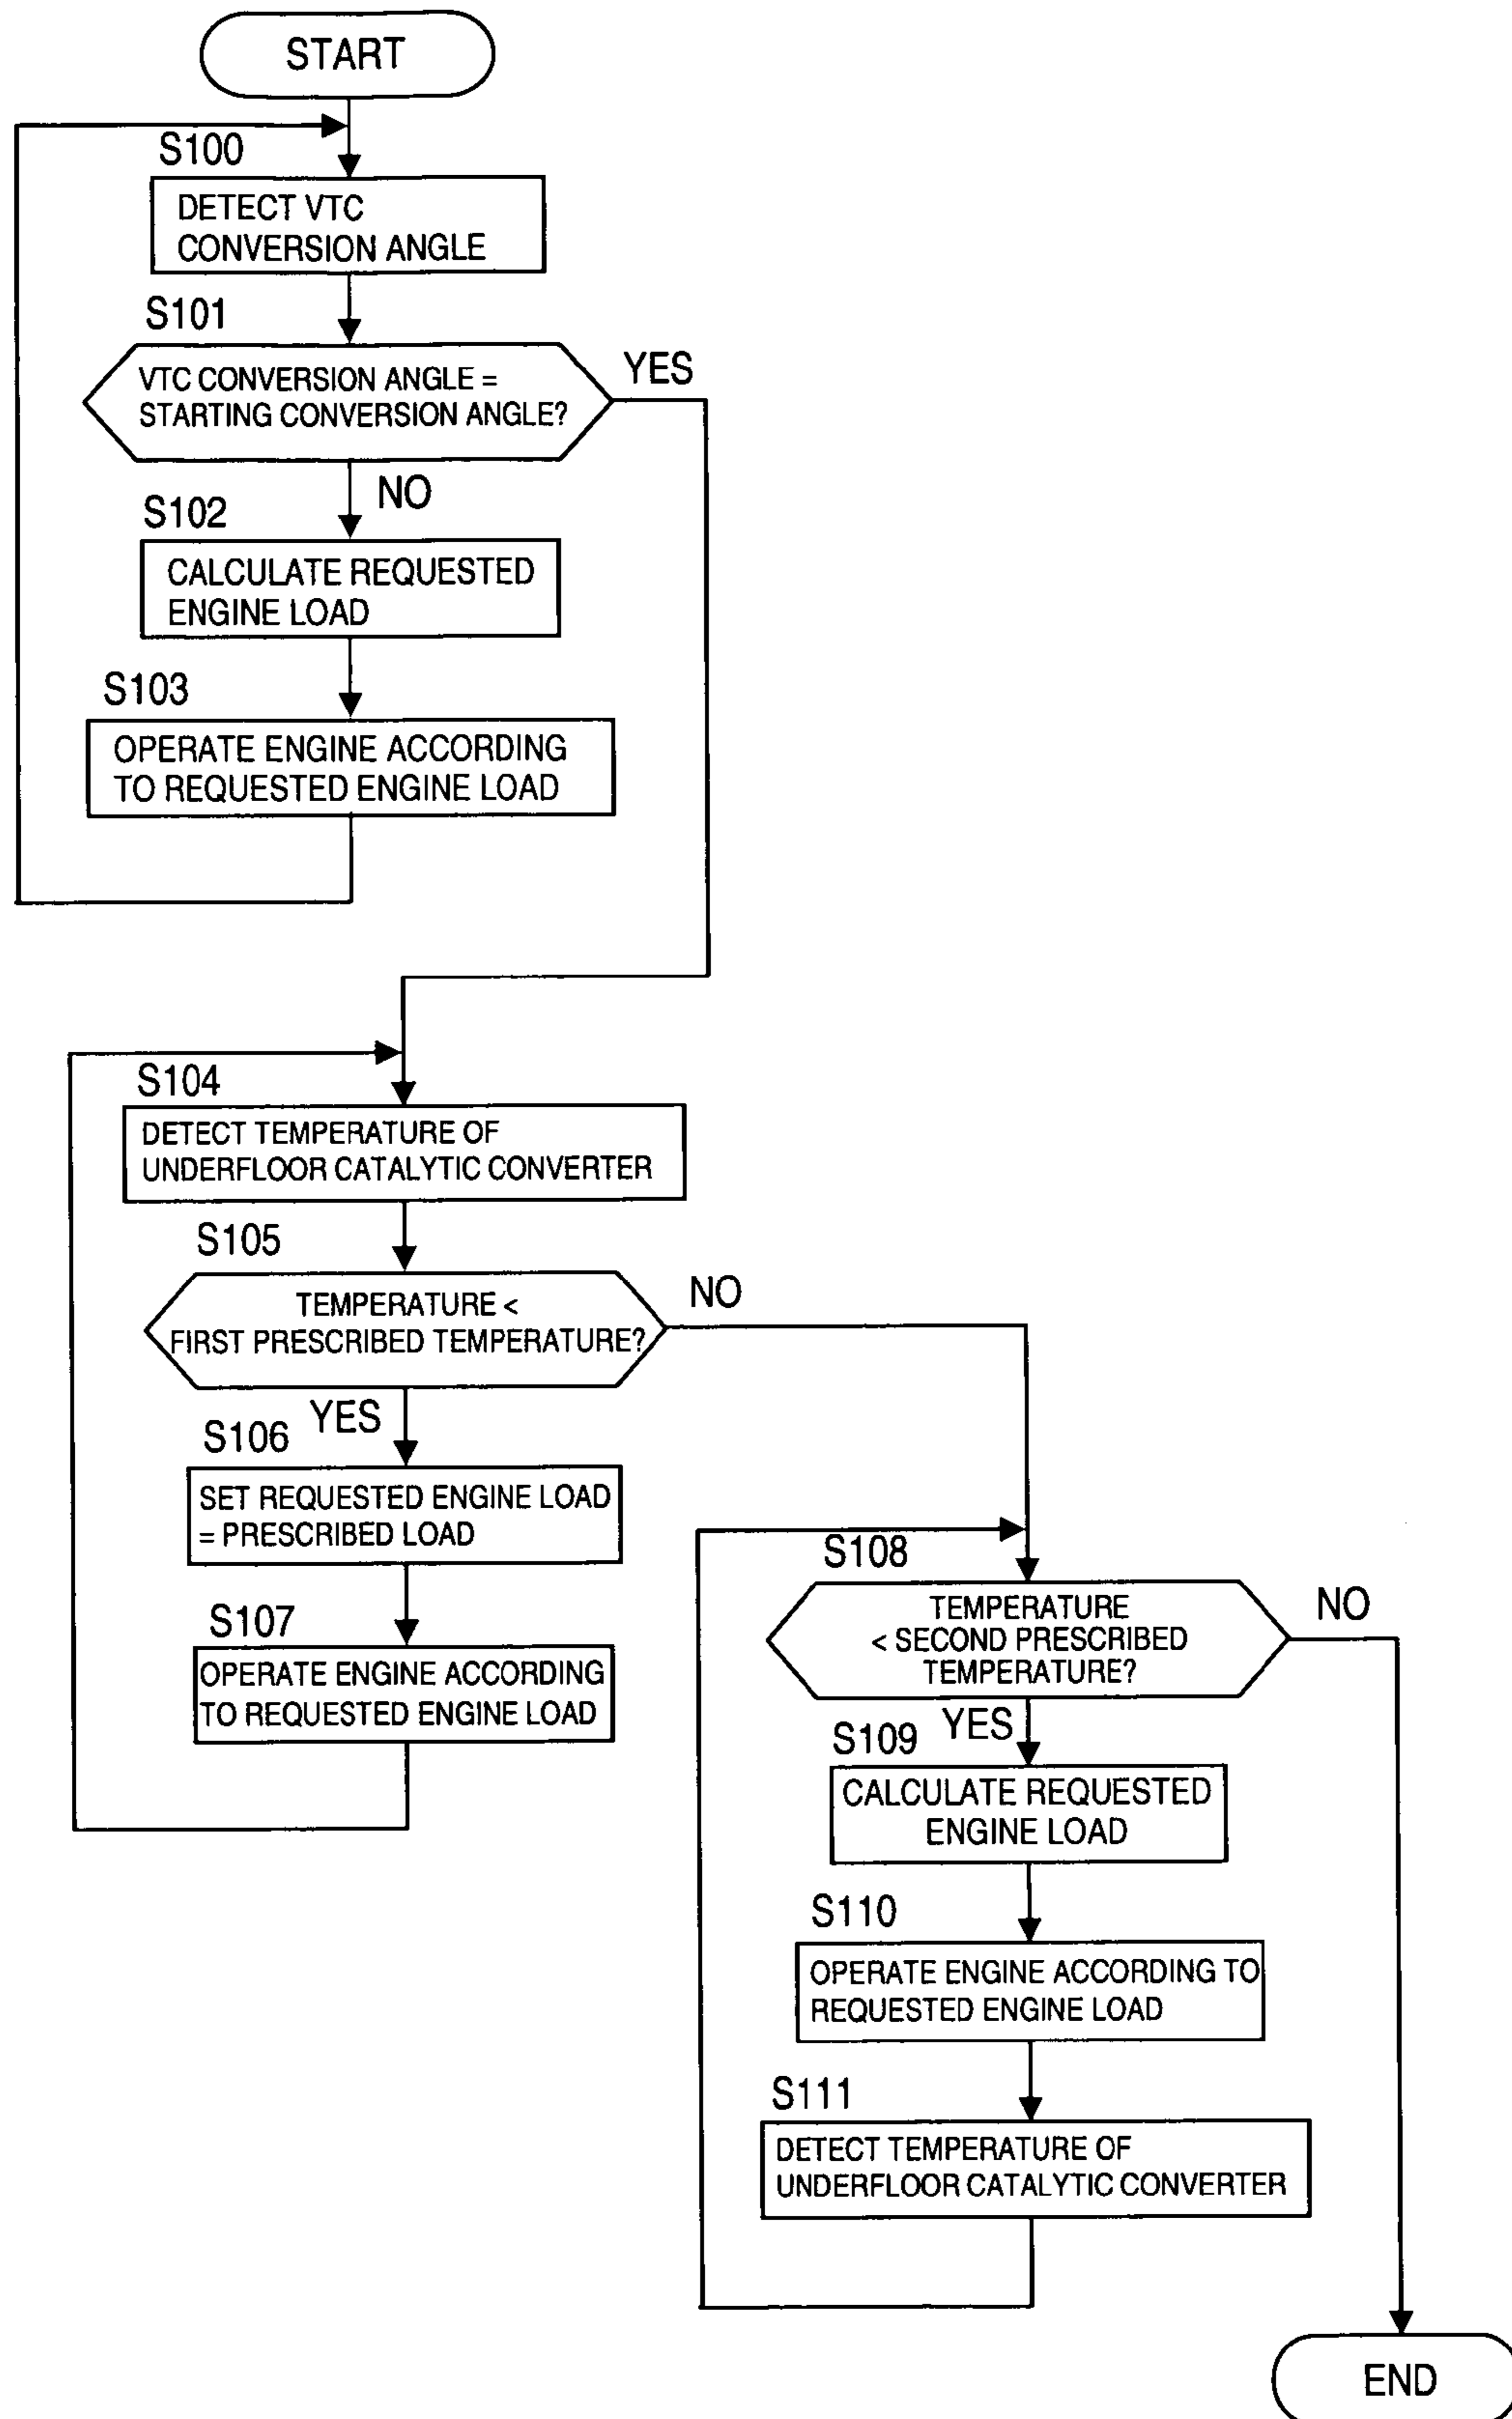 START
S100
DETECT VTC
CONVERSION ANGLE
S101
VTC CONVERSION ANGLE =
STARTING CONVERSION ANGLE?
YES
NO
S102
CALCULATE REQUESTED
ENGINE LOAD
S103
OPERATE ENGINE ACCORDING
TO REQUESTED ENGINE LOAD
S104
DETECT TEMPERATURE OF
UNDERFLOOR CATALYTIC CONVERTER
S105
TEMPERATURE <
FIRST PRESCRIBED TEMPERATURE?
NO
YES
S106
SET REQUESTED ENGINE LOAD
= PRESCRIBED LOAD
S107
OPERATE ENGINE ACCORDING
TO REQUESTED ENGINE LOAD
S108
TEMPERATURE
< SECOND PRESCRIBED
TEMPERATURE?
NO
YES
S109
CALCULATE REQUESTED
ENGINE LOAD
S110
OPERATE ENGINE ACCORDING TO
REQUESTED ENGINE LOAD
S111
DETECT TEMPERATURE OF
UNDERFLOOR CATALYTIC CONVERTER
END